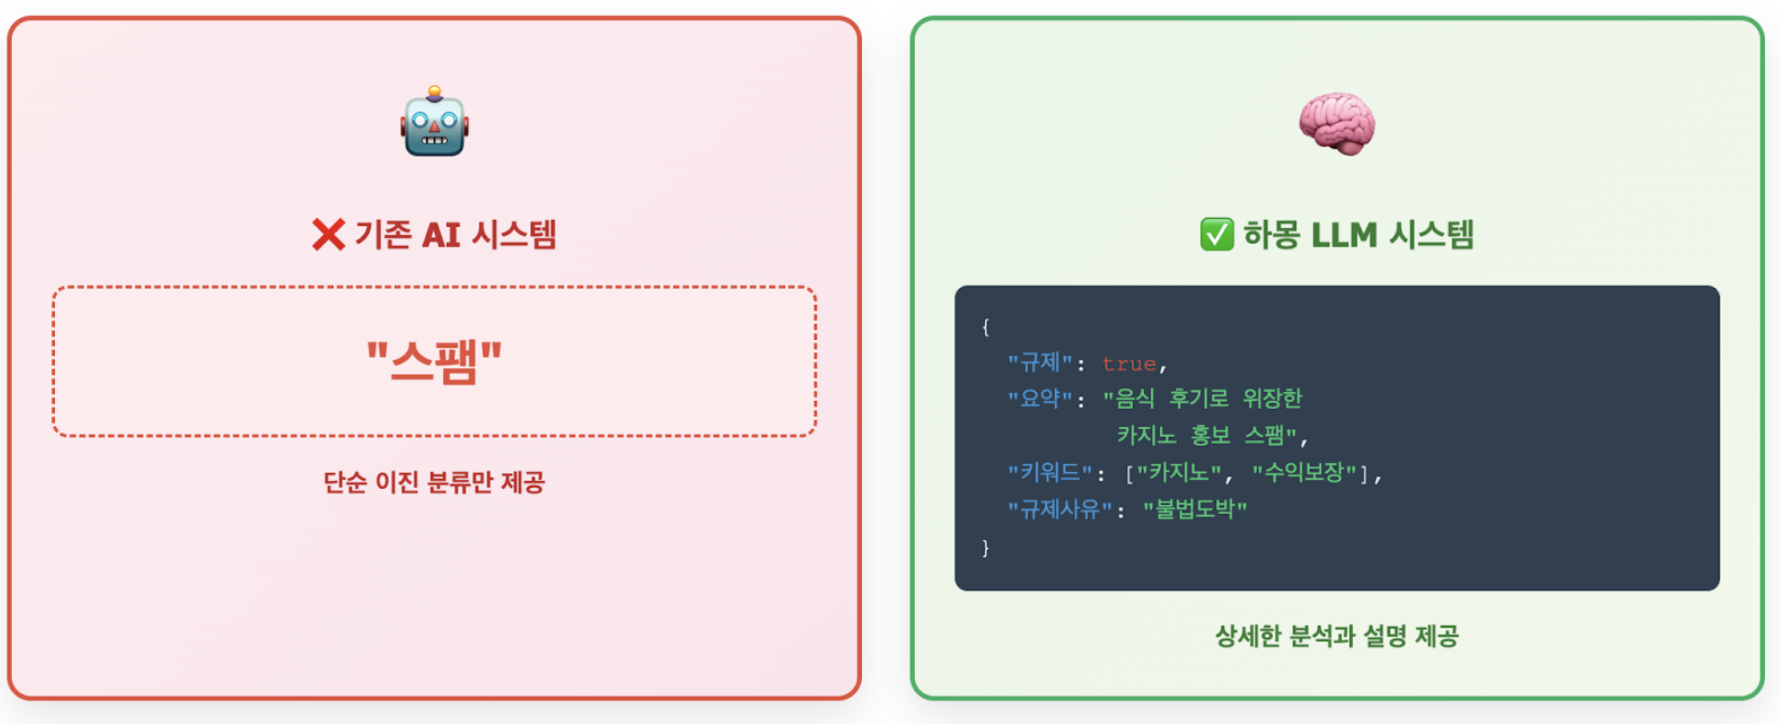 ❌ 기존 AI 시스템
"스팸"
단순 이진 분류만 제공
✅ 하몽 LLM 시스템
{
"규제": true,
"요약": "음식 후기로 위장한
카지노 홍보 스팸",
"키워드": ["카지노", "수익보장"],
"규제사유": "불법도박"
}
상세한 분석과 설명 제공